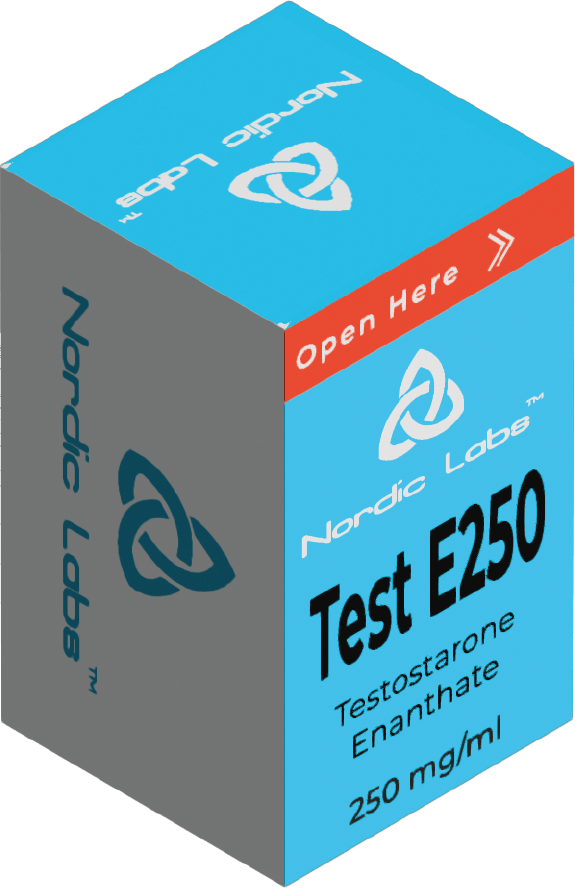 Nordic Labs™
Open Here »
Nordic Labs™
Test E250
Testostarone
Enanthate
250 mg/ml
Nordic Labs™